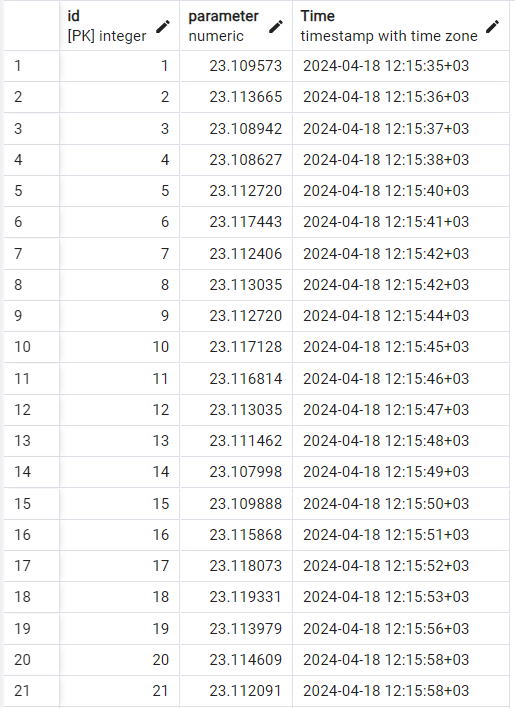 id parameter Time
[PK] integer numeric timestamp with time zone
1 1 23.109573 2024-04-18 12:15:35+03
2 2 23.113665 2024-04-18 12:15:36+03
3 3 23.108942 2024-04-18 12:15:37+03
4 4 23.108627 2024-04-18 12:15:38+03
5 5 23.112720 2024-04-18 12:15:40+03
6 6 23.117443 2024-04-18 12:15:41+03
7 7 23.112406 2024-04-18 12:15:42+03
8 8 23.113035 2024-04-18 12:15:42+03
9 9 23.112720 2024-04-18 12:15:44+03
10 10 23.117128 2024-04-18 12:15:45+03
11 11 23.116814 2024-04-18 12:15:46+03
12 12 23.113035 2024-04-18 12:15:47+03
13 13 23.111462 2024-04-18 12:15:48+03
14 14 23.107998 2024-04-18 12:15:49+03
15 15 23.109888 2024-04-18 12:15:50+03
16 16 23.115868 2024-04-18 12:15:51+03
17 17 23.118073 2024-04-18 12:15:52+03
18 18 23.119331 2024-04-18 12:15:53+03
19 19 23.113979 2024-04-18 12:15:56+03
20 20 23.114609 2024-04-18 12:15:58+03
21 21 23.112091 2024-04-18 12:15:58+03